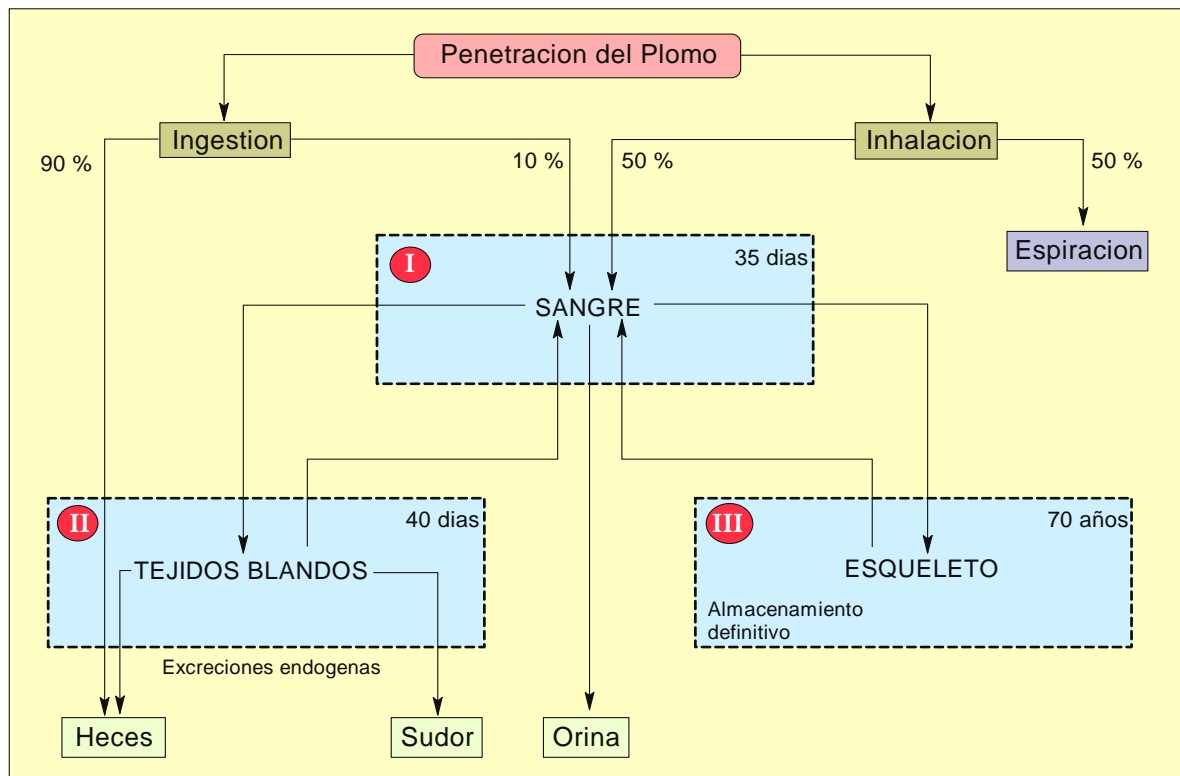 Penetracion del Plomo
Ingestion
Inhalacion
90 %
10 %
50 %
50 %
Espiracion
I
35 dias
SANGRE
II
40 dias
TEJIDOS BLANDOS
III
70 años
ESQUELETO
Almacenamiento
definitivo
Excreciones endogenas
Heces
Sudor
Orina